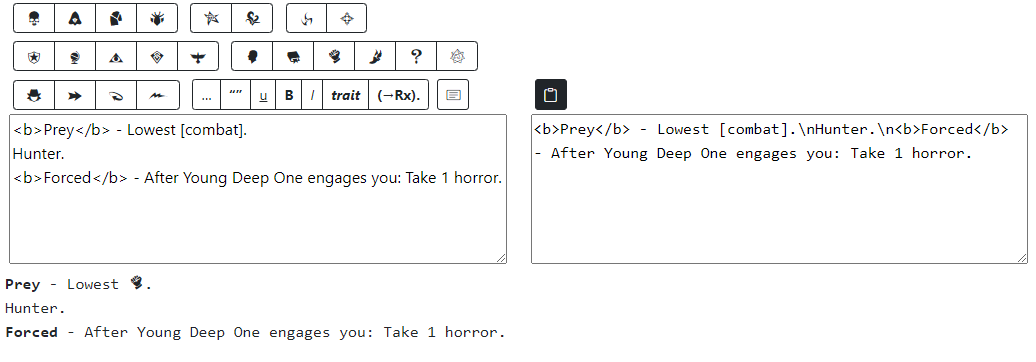 ... “” u B I trait (→Rx).
<b>Prey</b> - Lowest [combat].
Hunter.
<b>Forced</b> - After Young Deep One engages you: Take 1 horror.
<b>Prey</b> - Lowest [combat].\nHunter.\n<b>Forced</b>
- After Young Deep One engages you: Take 1 horror.
Prey - Lowest .
Hunter.
Forced - After Young Deep One engages you: Take 1 horror.